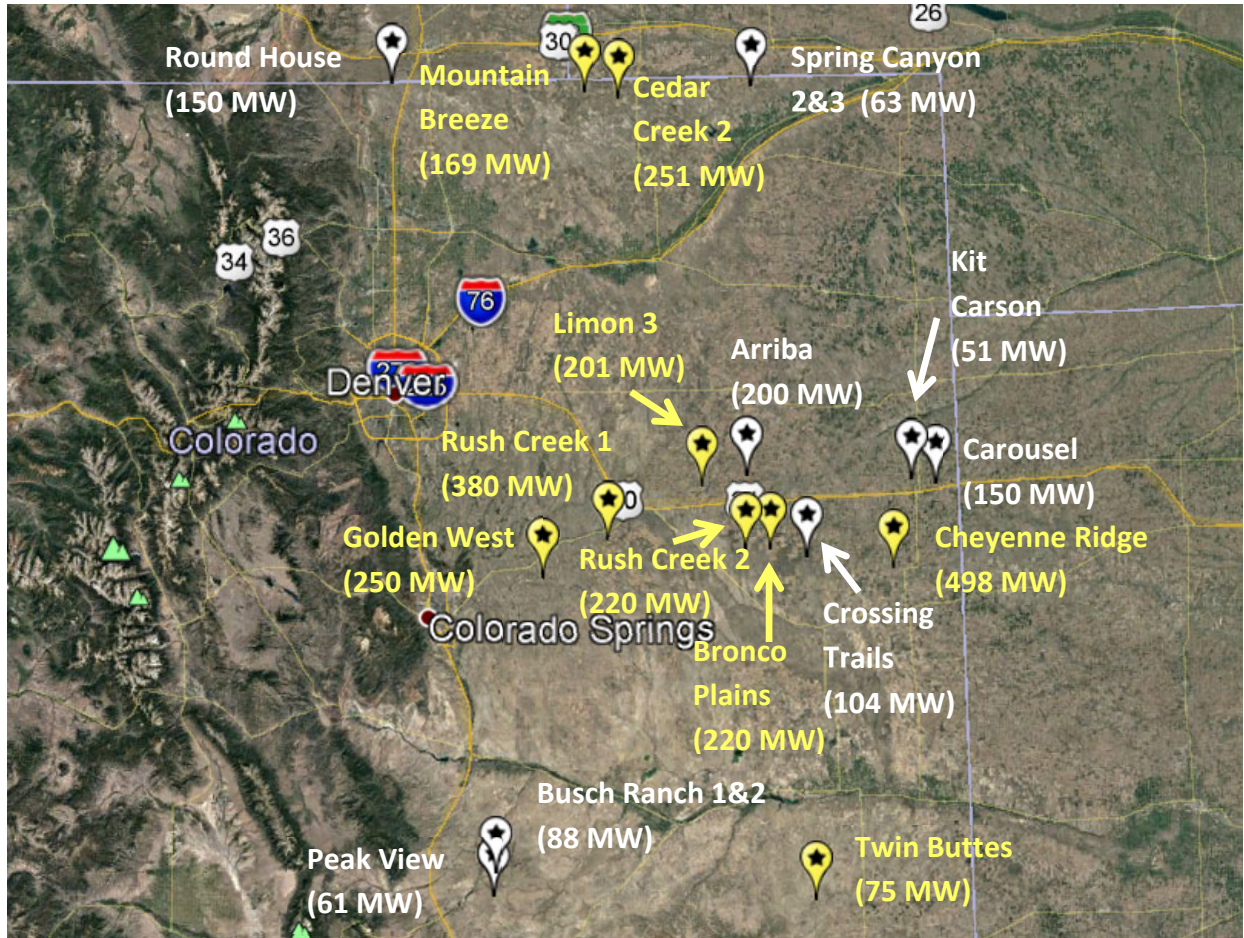 26
30
Round House
(150 MW)
Mountain
Breeze
(169 MW)
Cedar
Creek 2
(251 MW)
Spring Canyon
2&3 (63 MW)
36
34
76
Kit
Carson
(51 MW)
Limon 3
(201 MW)
Arriba
(200 MW)
Denver
Colorado
Rush Creek 1
(380 MW)
Carousel
(150 MW)
Golden West
(250 MW)
Rush Creek 2
(220 MW)
Cheyenne Ridge
(498 MW)
Colorado Springs
Bronco
Plains
(220 MW)
Crossing
Trails
(104 MW)
Busch Ranch 1&2
(88 MW)
Peak View
(61 MW)
Twin Buttes
(75 MW)